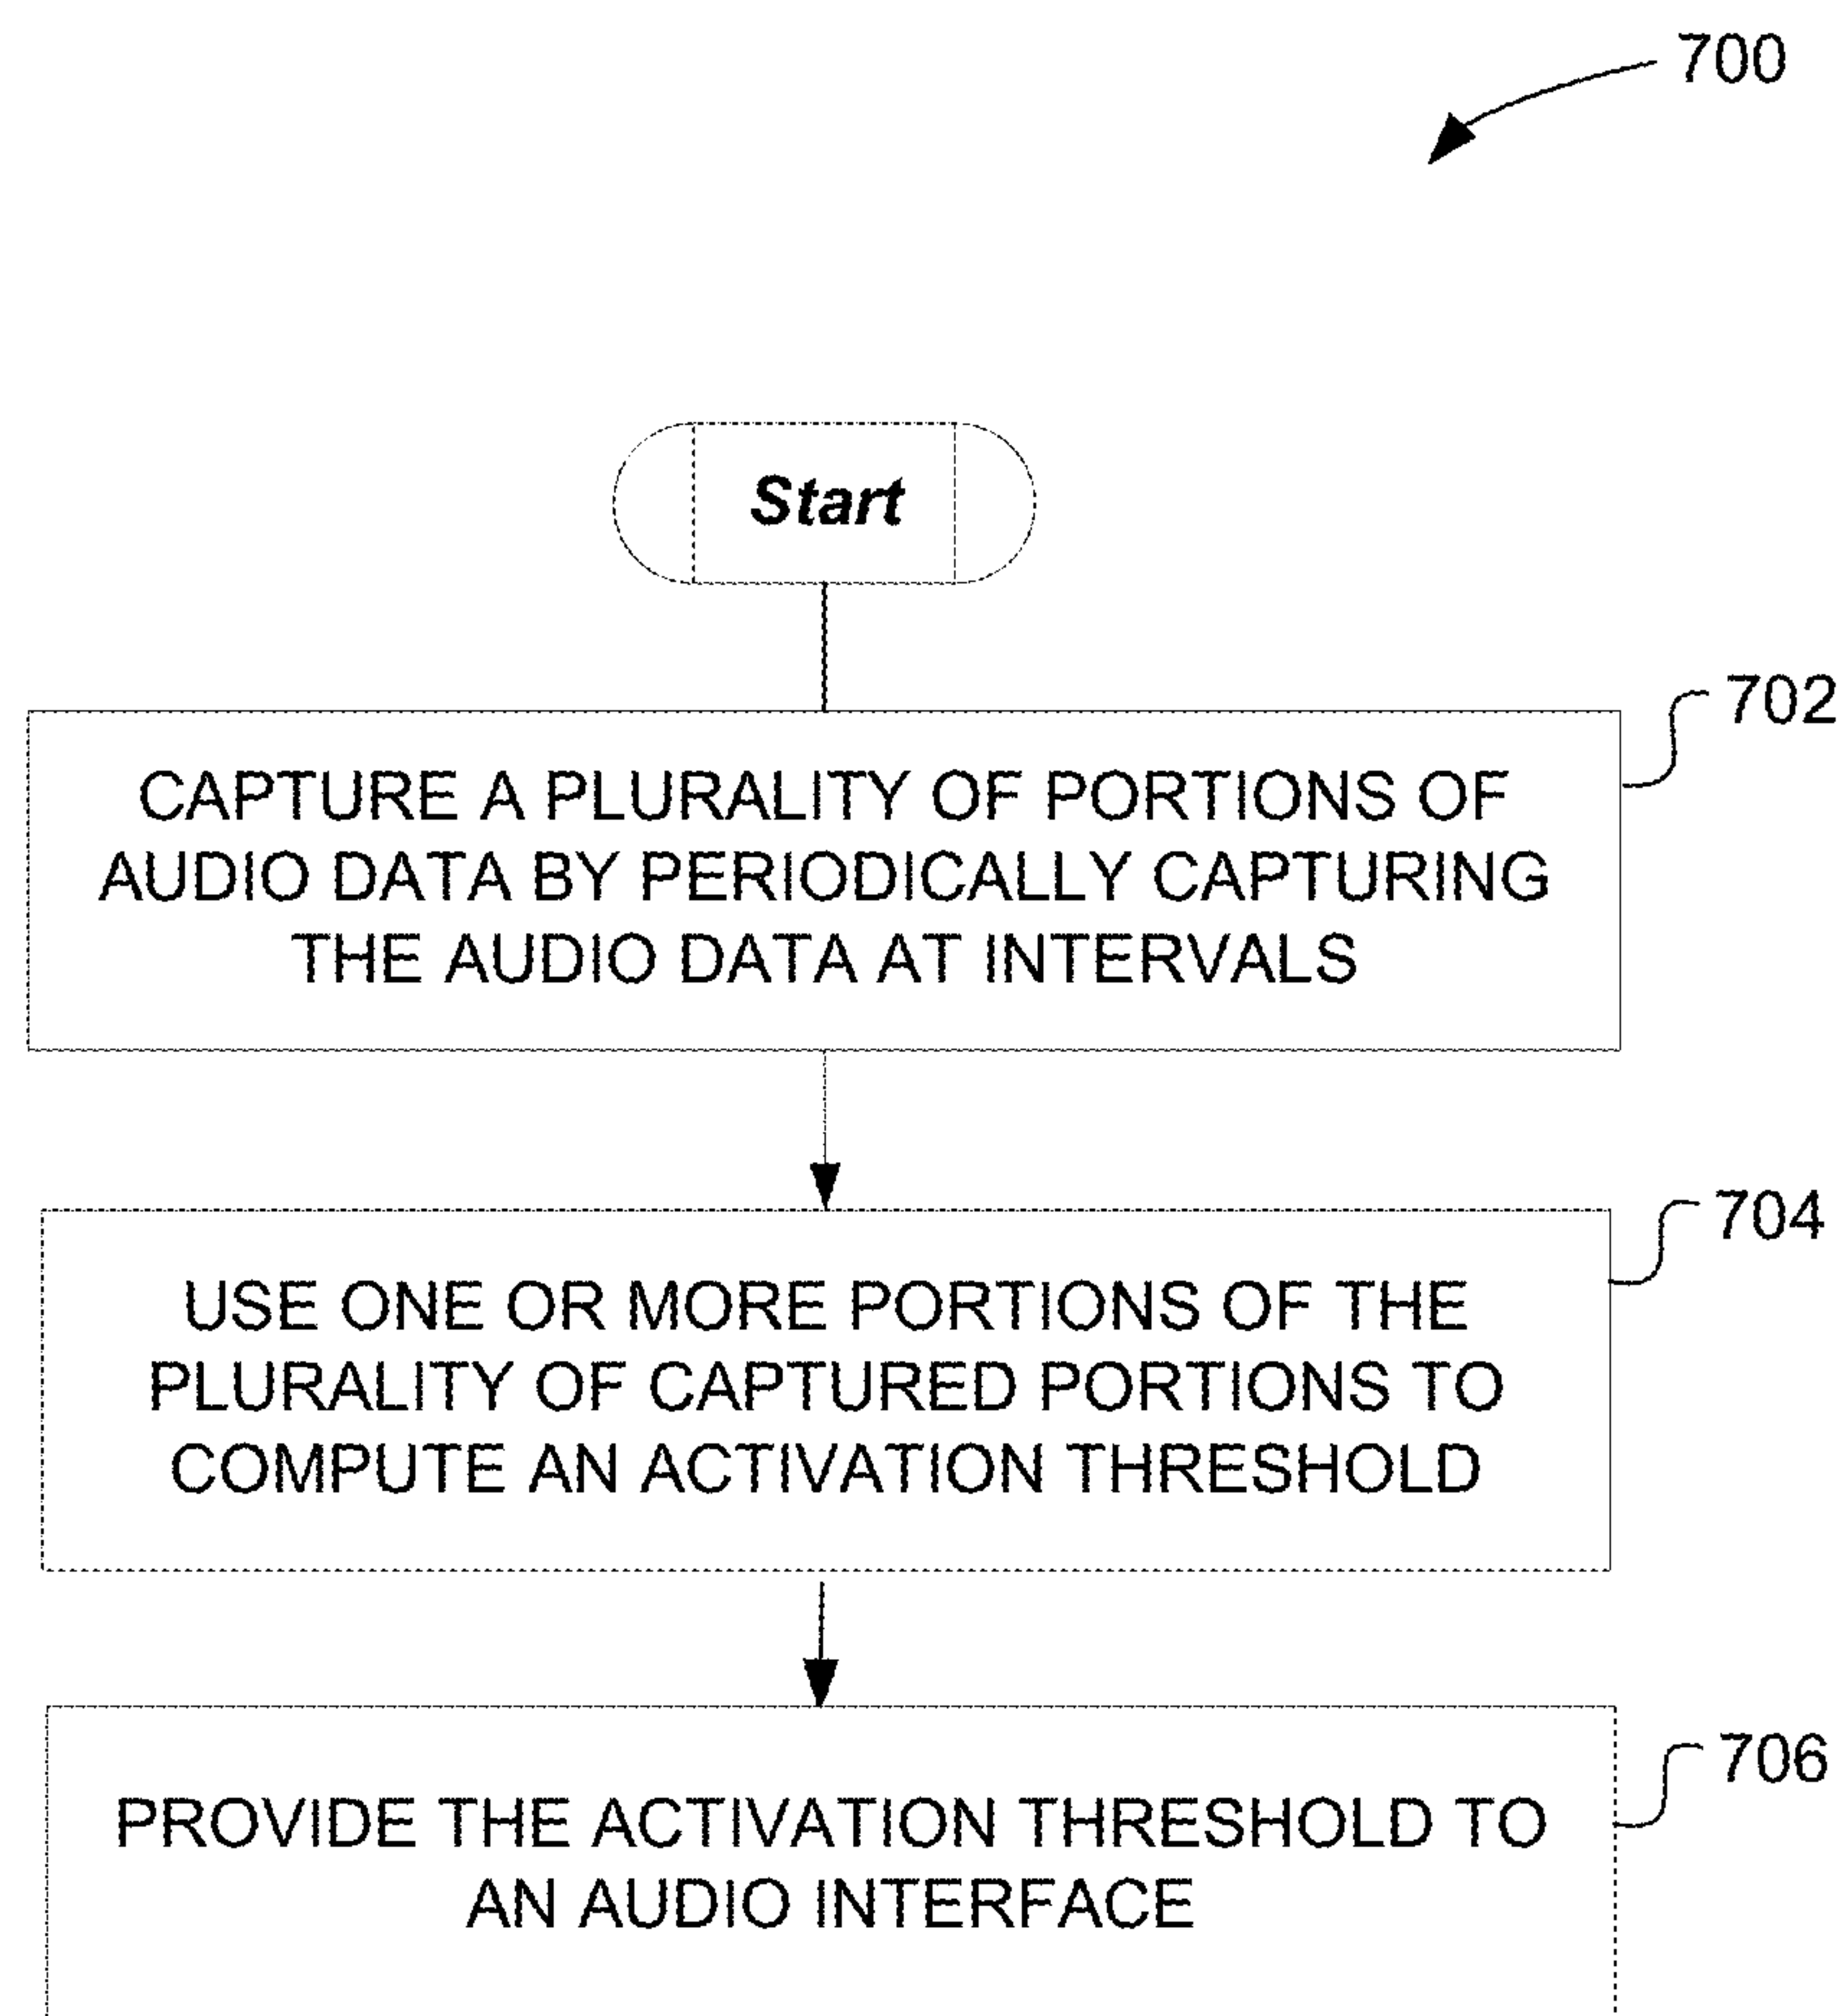 700
Start
702
CAPTURE A PLURALITY OF PORTIONS OF
AUDIO DATA BY PERIODICALLY CAPTURING
THE AUDIO DATA AT INTERVALS
704
USE ONE OR MORE PORTIONS OF THE
PLURALITY OF CAPTURED PORTIONS TO
COMPUTE AN ACTIVATION THRESHOLD
706
PROVIDE THE ACTIVATION THRESHOLD TO
AN AUDIO INTERFACE